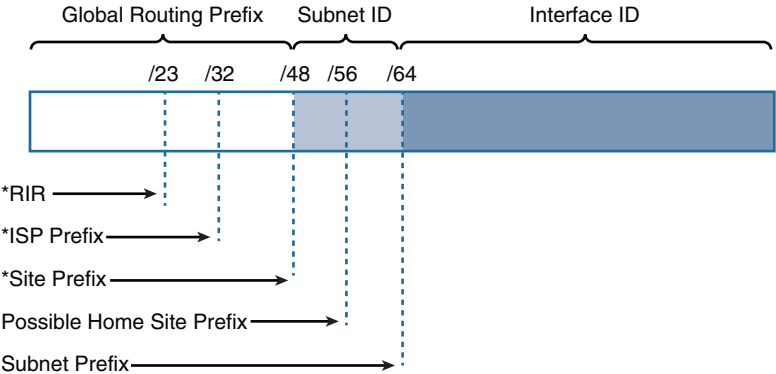 Global Routing Prefix Subnet ID Interface ID
/23 /32 /48 /56 /64
*RIR
*ISP Prefix
*Site Prefix
Possible Home Site Prefix
Subnet Prefix